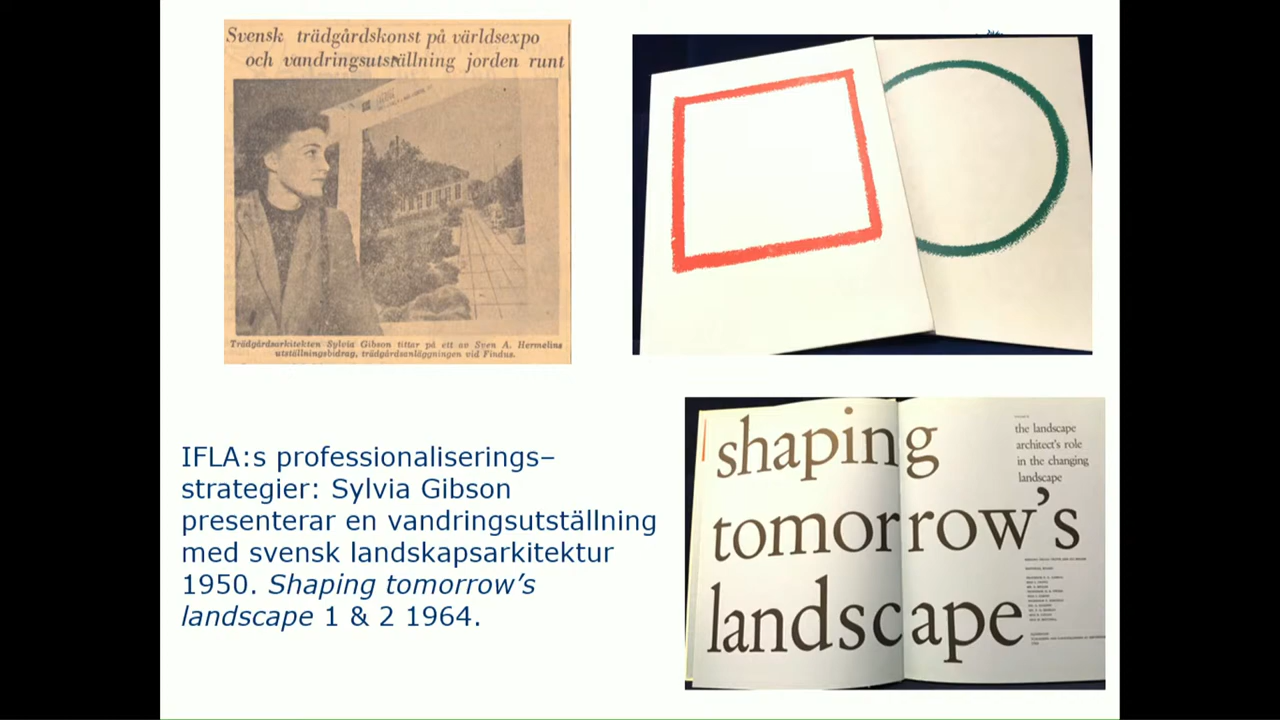 Svensk trädgårdskonst på världsexpo
och vandringsutställning jorden runt
Trädgårdsarkitekten Sylvia Gibson tittar på ett av Sven A. Hermelins
utställningsbidrag, trädgårdsanläggningen vid Findus.
IFLA:s professionaliserings–
strategier: Sylvia Gibson
presenterar en vandringsutställning
med svensk landskapsarkitektur
1950. Shaping tomorrow’s
landscape 1 & 2 1964.
shaping
tomorrow’s
landscape
the landscape
architect's role
in the changing
landscape